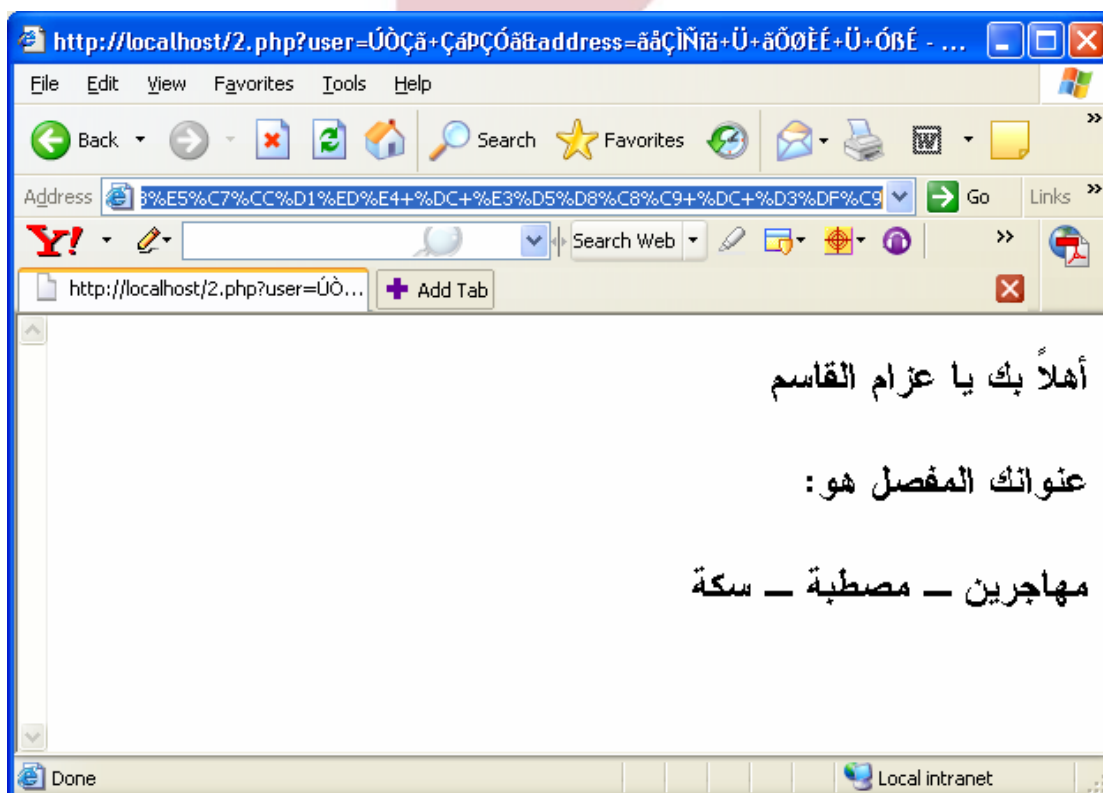 http://localhost/2.php?user=ÚÒÇã+ÇáÞÇÓã&address=ãåÇÌÑíä+Ü+ãÕØÈÉ+Ü+ÓßÉ - ...
File Edit View Favorites Tools Help
Back Search Favorites »
Address 3%E5%C7%CC%D1%ED%E4+%DC+%E3%D5%D8%C8%C9+%DC+%D3%DF%C9 Go Links »
Y! Search Web »
http://localhost/2.php?user=ÚÒ... Add Tab
أهلاً بك يا عزام القاسم
عنوانك المفصل هو:
مهاجرين ـ مصطبة ـ سكة
Done Local intranet